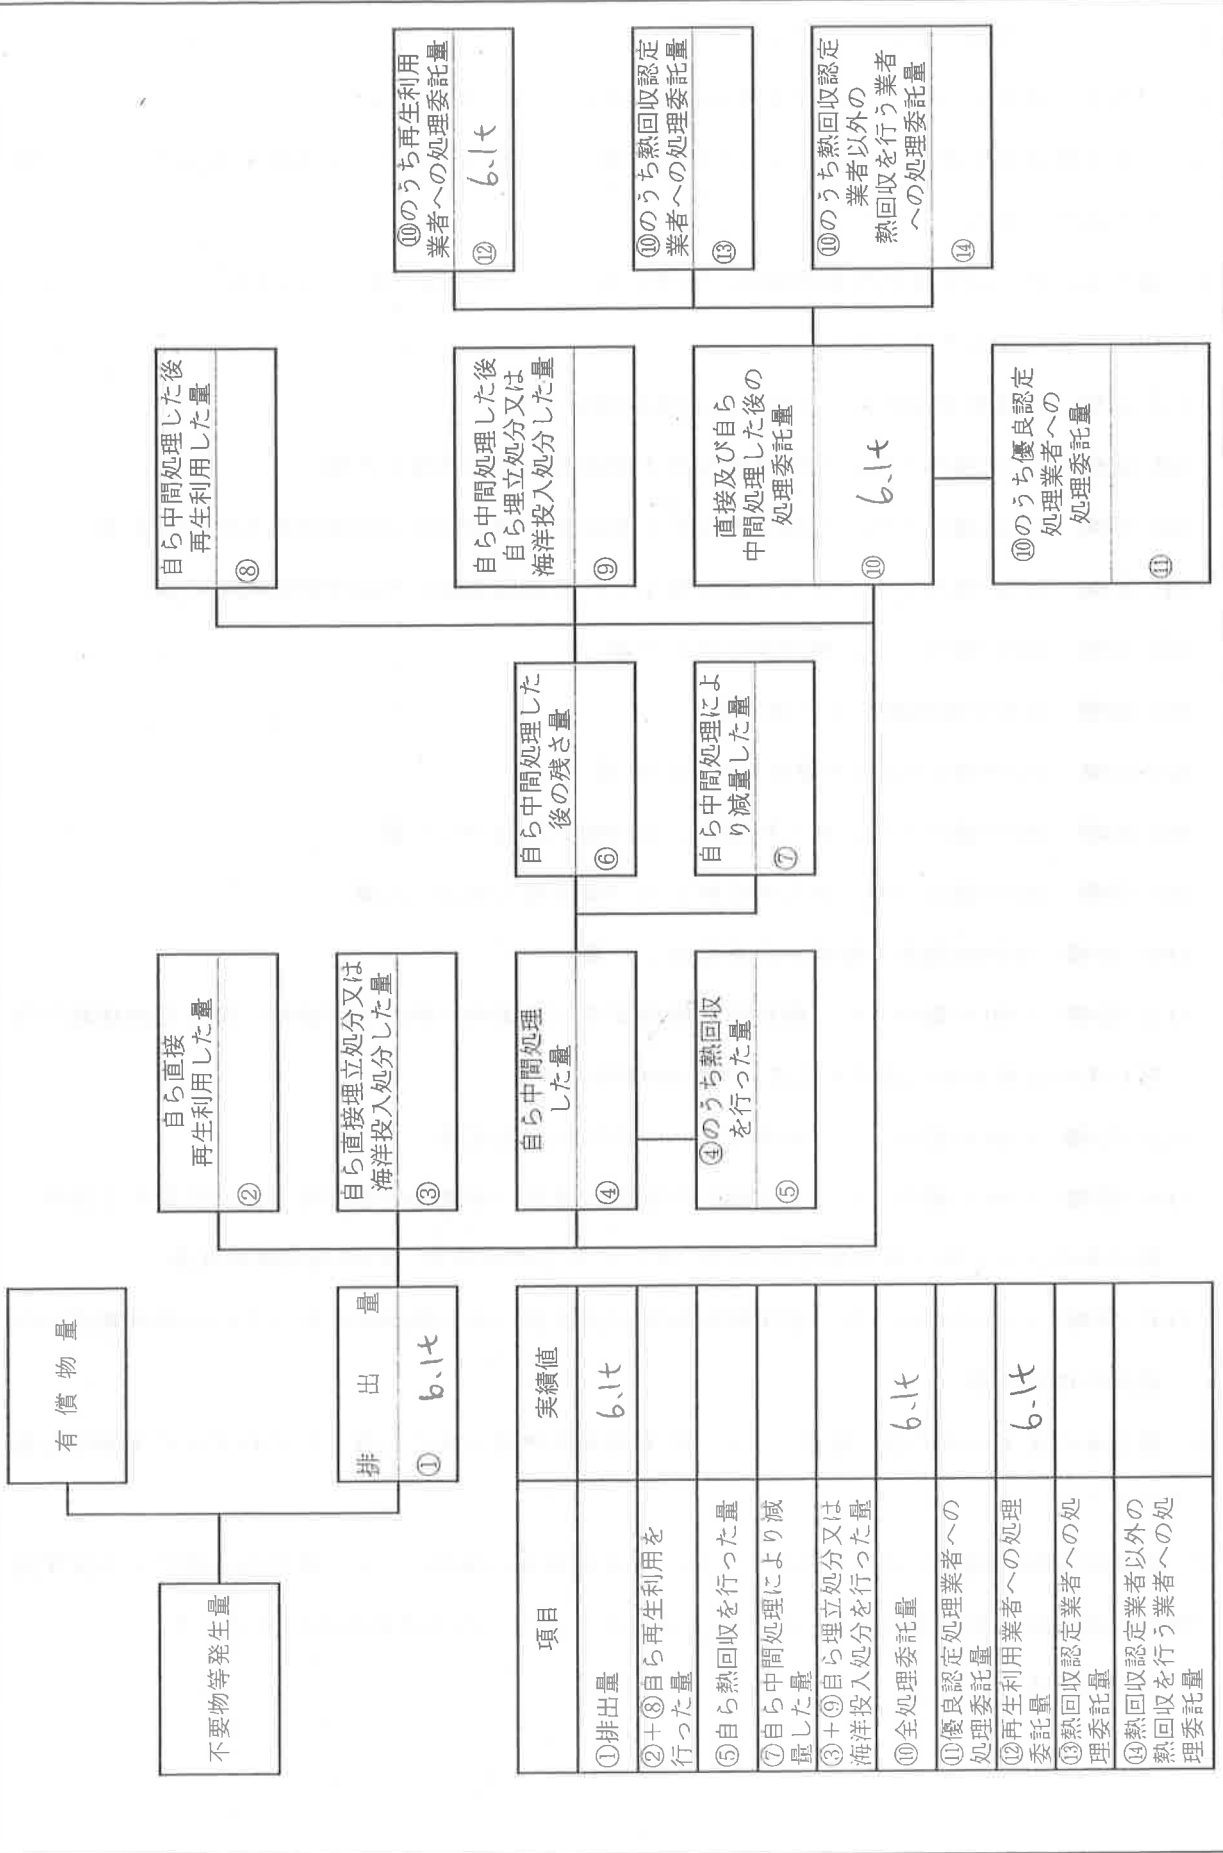 不要物等発生量
有償物量
排出量
① 6.1t
自ら直接
再生利用した量
②
自ら直接埋立処分又は
海洋投入処分した量
③
自ら中間処理
した量
④
④のうち熱回収
を行った量
⑤
自ら中間処理した
後の残さ量
⑥
自ら中間処理によ
り減量した量
⑦
自ら中間処理した後
再生利用した量
⑧
自ら中間処理した後
自ら埋立処分又は
海洋投入処分した量
⑨
直接及び自ら
中間処理した後の
処理委託量
⑩ 6.1t
⑩のうち優良認定
処理業者への
処理委託量
⑪
⑩のうち再生利用
業者への処理委託量
⑫ 6.1t
⑩のうち熱回収認定
業者への処理委託量
⑬
⑩のうち熱回収認定
業者以外の
熱回収を行う業者
への処理委託量
⑭
項目 実績値
①排出量 6.1t
②+⑧自ら再生利用を
行った量
⑤自ら熱回収を行った量
⑦自ら中間処理により減
量した量
③+⑨自ら埋立処分又は
海洋投入処分を行った量
⑩全処理委託量 6.1t
⑪優良認定処理業者への
処理委託量
⑫再生利用業者への処理
委託量 6.1t
⑬熱回収認定業者への処
理委託量
⑭熱回収認定業者以外の
熱回収を行う業者への処
理委託量